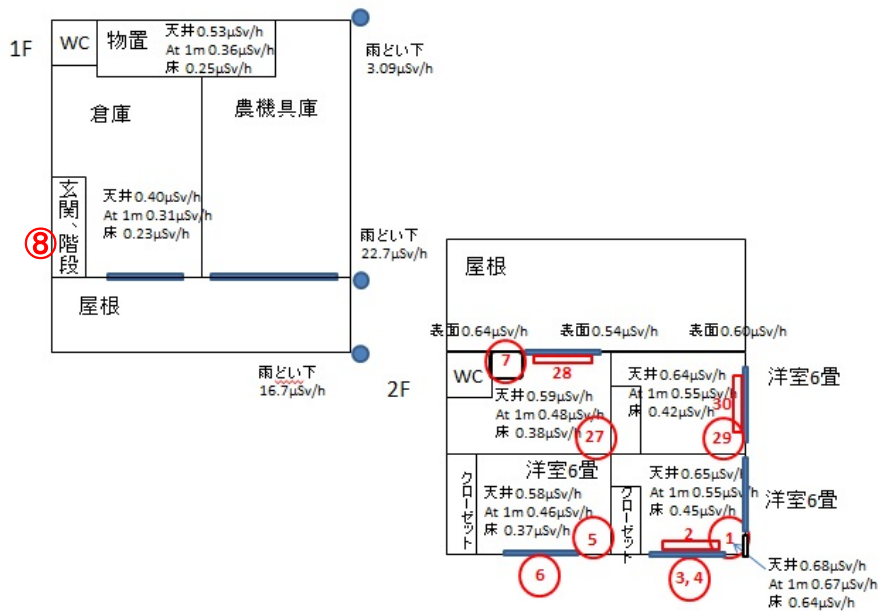 1F
WC
物置
天井0.53μSv/h
At 1m 0.36μSv/h
床 0.25μSv/h
雨どい下
3.09μSv/h
倉庫
農機具庫
玄関、階段
⑧
天井0.40μSv/h
At 1m 0.31μSv/h
床 0.23μSv/h
雨どい下
22.7μSv/h
屋根
雨どい下
16.7μSv/h
2F
屋根
表面0.64μSv/h
表面0.54μSv/h
表面0.60μSv/h
WC
7
28
天井0.59μSv/h
At 1m 0.48μSv/h
床 0.38μSv/h
27
天井0.64μSv/h
At 1m 0.55μSv/h
床 0.42μSv/h
30
29
洋室6畳
クローゼット
洋室6畳
天井0.58μSv/h
At 1m 0.46μSv/h
床 0.37μSv/h
5
6
クローゼット
天井0.65μSv/h
At 1m 0.55μSv/h
床 0.45μSv/h
2
1
3, 4
洋室6畳
天井0.68μSv/h
At 1m 0.67μSv/h
床 0.64μSv/h